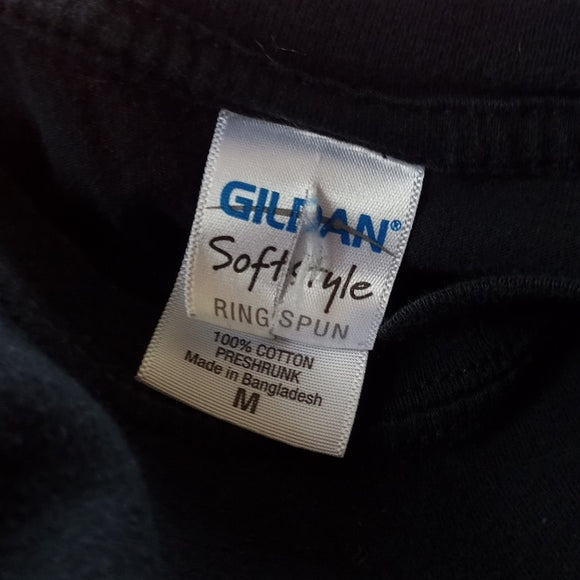 GILDAN®
Softstyle
RING SPUN
100% COTTON
PRESHRUNK
Made in Bangladesh
M